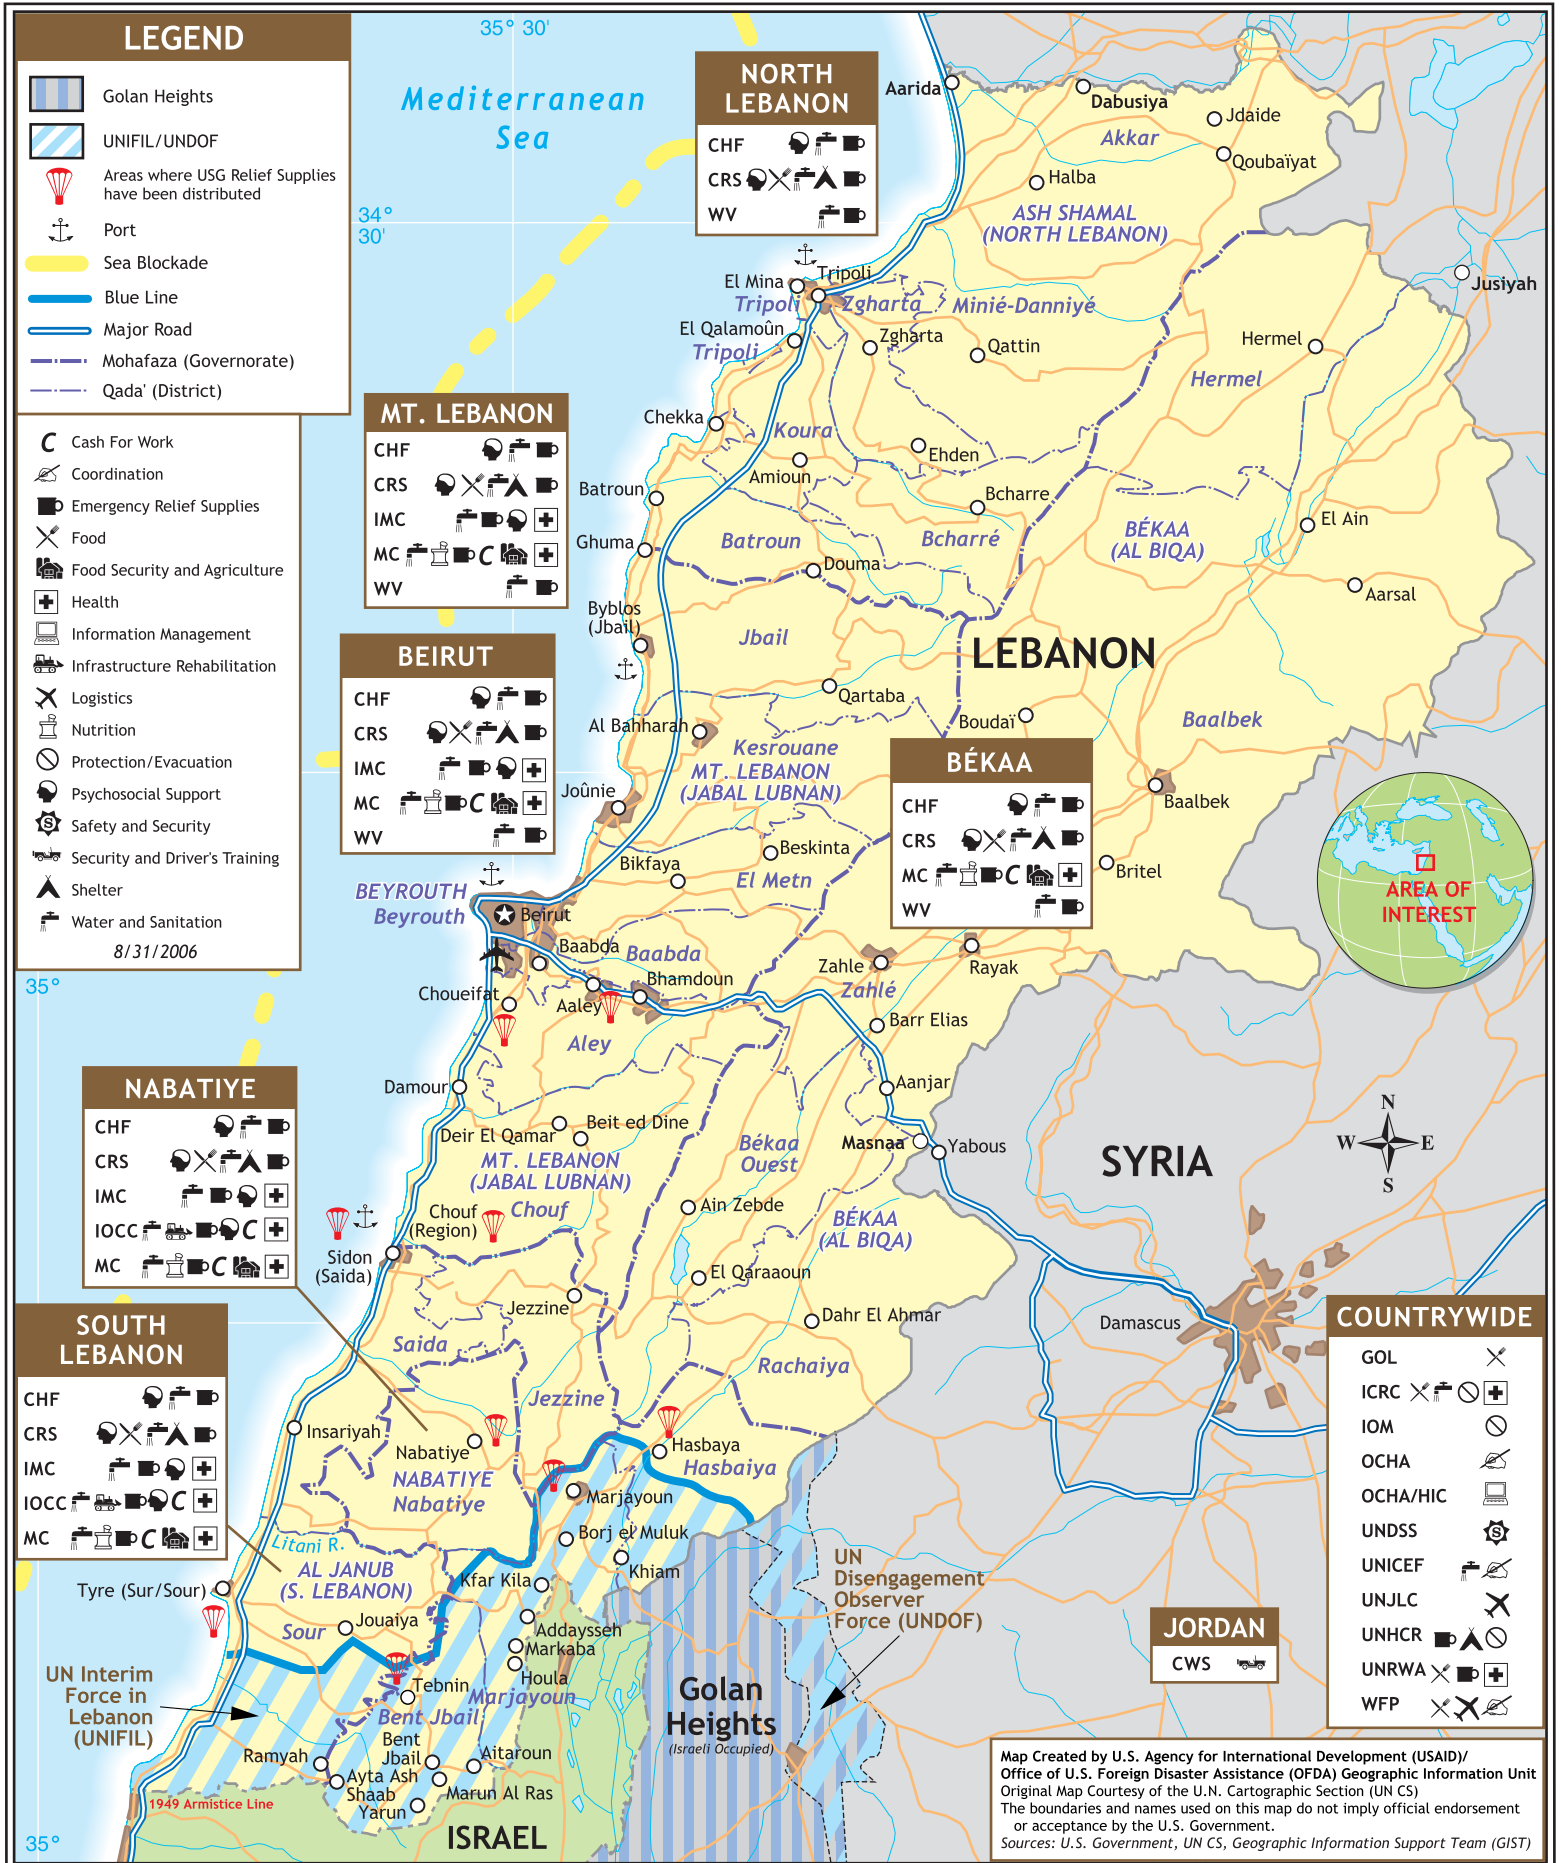 LEGEND
Golan Heights
UNIFIL/UNDOF
Areas where USG Relief Supplies
have been distributed
Port
Sea Blockade
Blue Line
Major Road
Mohafaza (Governorate)
Qada' (District)
C Cash For Work
Coordination
Emergency Relief Supplies
Food
Food Security and Agriculture
Health
Information Management
Infrastructure Rehabilitation
Logistics
Nutrition
Protection/Evacuation
Psychosocial Support
S Safety and Security
Security and Driver's Training
Shelter
Water and Sanitation
8/31/2006
35° 30'
34°
30'
35°
35°
Mediterranean
Sea
NORTH
LEBANON
CHF
CRS
WV
MT. LEBANON
CHF
CRS
IMC
MC C
WV
BEIRUT
CHF
CRS
IMC
MC C
WV
BÉKAA
CHF
CRS
MC C
WV
NABATIYE
CHF
CRS
IMC
IOCC C
MC C
SOUTH
LEBANON
CHF
CRS
IMC
IOCC C
MC C
COUNTRYWIDE
GOL
ICRC
IOM
OCHA
OCHA/HIC
UNDSS S
UNICEF
UNJLC
UNHCR
UNRWA
WFP
JORDAN
CWS
AREA OF
INTEREST
N
W E
S
Aarida
Dabusiya
Jdaide
Akkar
Qoubaïyat
Halba
ASH SHAMAL
(NORTH LEBANON)
Jusiyah
El Mina
Tripoli
Tripoli
Zgharta
Minié-Danniyé
El Qalamoûn
Tripoli
Zgharta
Qattin
Hermel
Hermel
Chekka
Koura
Ehden
Amioun
Batroun
Bcharre
El Ain
BÉKAA
(AL BIQA)
Ghuma
Batroun
Bcharré
Douma
Aarsal
Byblos
(Jbail)
Jbail
LEBANON
Qartaba
Boudaï
Baalbek
Al Bahharah
Kesrouane
MT. LEBANON
(JABAL LUBNAN)
Joûnie
Baalbek
Beskinta
Bikfaya
El Metn
Britel
BEYROUTH
Beyrouth
Beirut
Baabda
Baabda
Zahle
Rayak
Bhamdoun
Zahlé
Choueifat
Aaley
Barr Elias
Aley
Damour
Aanjar
Beit ed Dine
Deir El Qamar
Masnaa
Yabous
SYRIA
Békaa
Ouest
MT. LEBANON
(JABAL LUBNAN)
Chouf
Chouf
(Region)
Ain Zebde
BÉKAA
(AL BIQA)
Sidon
(Saida)
El Qaraaoun
Jezzine
Dahr El Ahmar
Damascus
Saida
Rachaiya
Jezzine
Insariyah
Nabatiye
Hasbaya
Hasbaiya
NABATIYE
Nabatiye
Marjayoun
Litani R.
Borj el Muluk
AL JANUB
(S. LEBANON)
Khiam
Kfar Kila
Tyre (Sur/Sour)
Jouaiya
Sour
Addaysseh
Markaba
Houla
UN
Disengagement
Observer
Force (UNDOF)
UN Interim
Force in
Lebanon
(UNIFIL)
Tebnin
Marjayoun
Bent Jbail
Golan
Heights
(Israeli Occupied)
Ramyah
Bent
Jbail
Aitaroun
Ayta Ash
Shaab
Marun Al Ras
Yarun
1949 Armistice Line
ISRAEL
Map Created by U.S. Agency for International Development (USAID)/
Office of U.S. Foreign Disaster Assistance (OFDA) Geographic Information Unit
Original Map Courtesy of the U.N. Cartographic Section (UN CS)
The boundaries and names used on this map do not imply official endorsement
or acceptance by the U.S. Government.
Sources: U.S. Government, UN CS, Geographic Information Support Team (GIST)